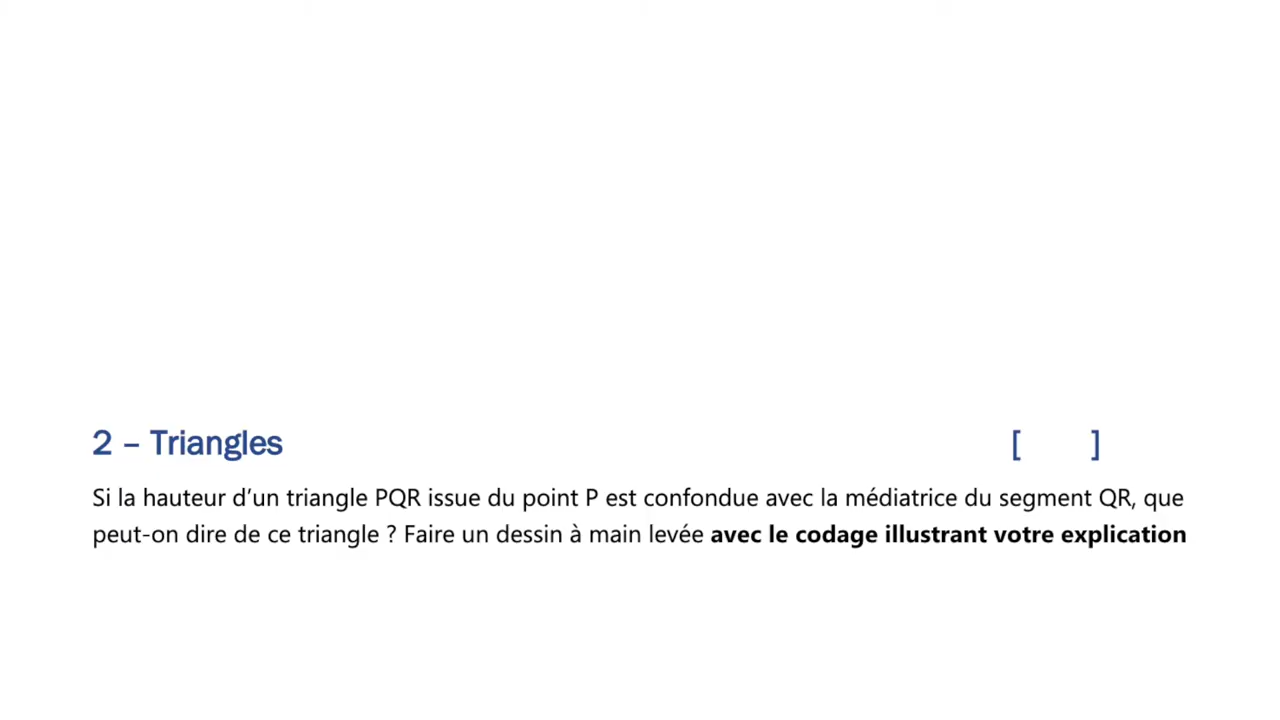 2 – Triangles [ ]
Si la hauteur d’un triangle PQR issue du point P est confondue avec la médiatrice du segment QR, que
peut-on dire de ce triangle ? Faire un dessin à main levée avec le codage illustrant votre explication